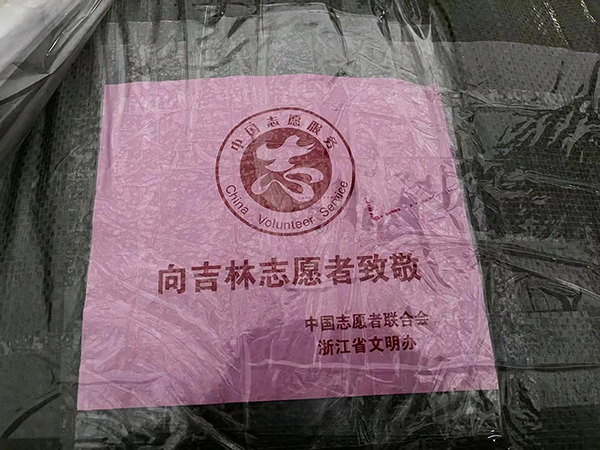 中国志愿服务
志
China Volunteer Service
向吉林志愿者致敬
中国志愿者联合会
浙江省文明办